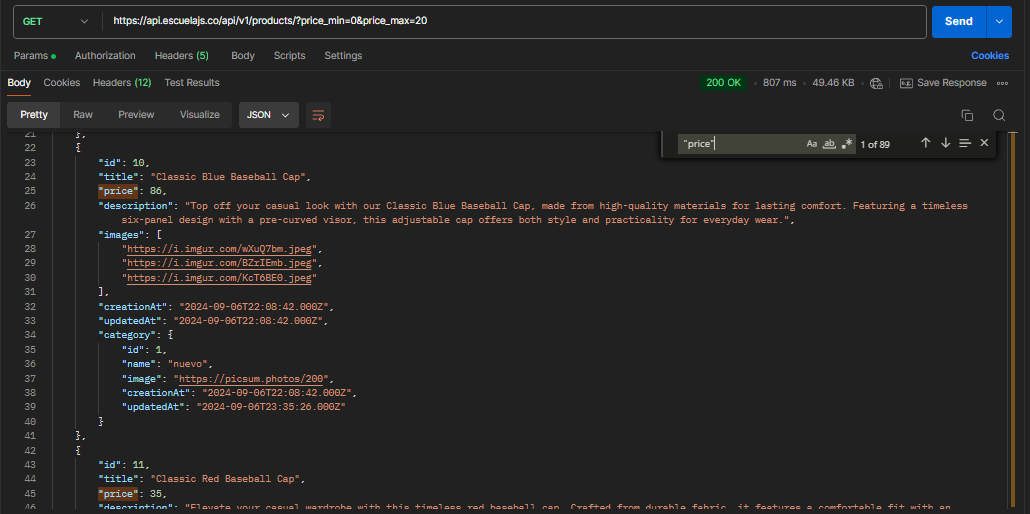 GET
https://api.escuelajs.co/api/v1/products/?price_min=0&price_max=20
Send
Params Authorization Headers (5) Body Scripts Settings Cookies
Body Cookies Headers (12) Test Results 200 OK 807 ms 49.46 KB Save Response
Pretty Raw Preview Visualize JSON
"price" Aa ab .* 1 of 89
21 },
22 {
23 "id": 10,
24 "title": "Classic Blue Baseball Cap",
25 "price": 86,
26 "description": "Top off your casual look with our Classic Blue Baseball Cap, made from high-quality materials for lasting comfort. Featuring a timeless
six-panel design with a pre-curved visor, this adjustable cap offers both style and practicality for everyday wear.",
27 "images": [
28 "https://i.imgur.com/wXuQ7bm.jpeg",
29 "https://i.imgur.com/BZrIEmb.jpeg",
30 "https://i.imgur.com/KcT6BE0.jpeg"
31 ],
32 "creationAt": "2024-09-06T22:08:42.000Z",
33 "updatedAt": "2024-09-06T22:08:42.000Z",
34 "category": {
35 "id": 1,
36 "name": "nuevo",
37 "image": "https://picsum.photos/200",
38 "creationAt": "2024-09-06T22:08:42.000Z",
39 "updatedAt": "2024-09-06T23:35:26.000Z"
40 }
41 },
42 {
43 "id": 11,
44 "title": "Classic Red Baseball Cap",
45 "price": 35,
46 "description": "Elevate your casual wardrobe with this timeless red baseball cap. Crafted from durable fabric, it features a comfortable fit with an